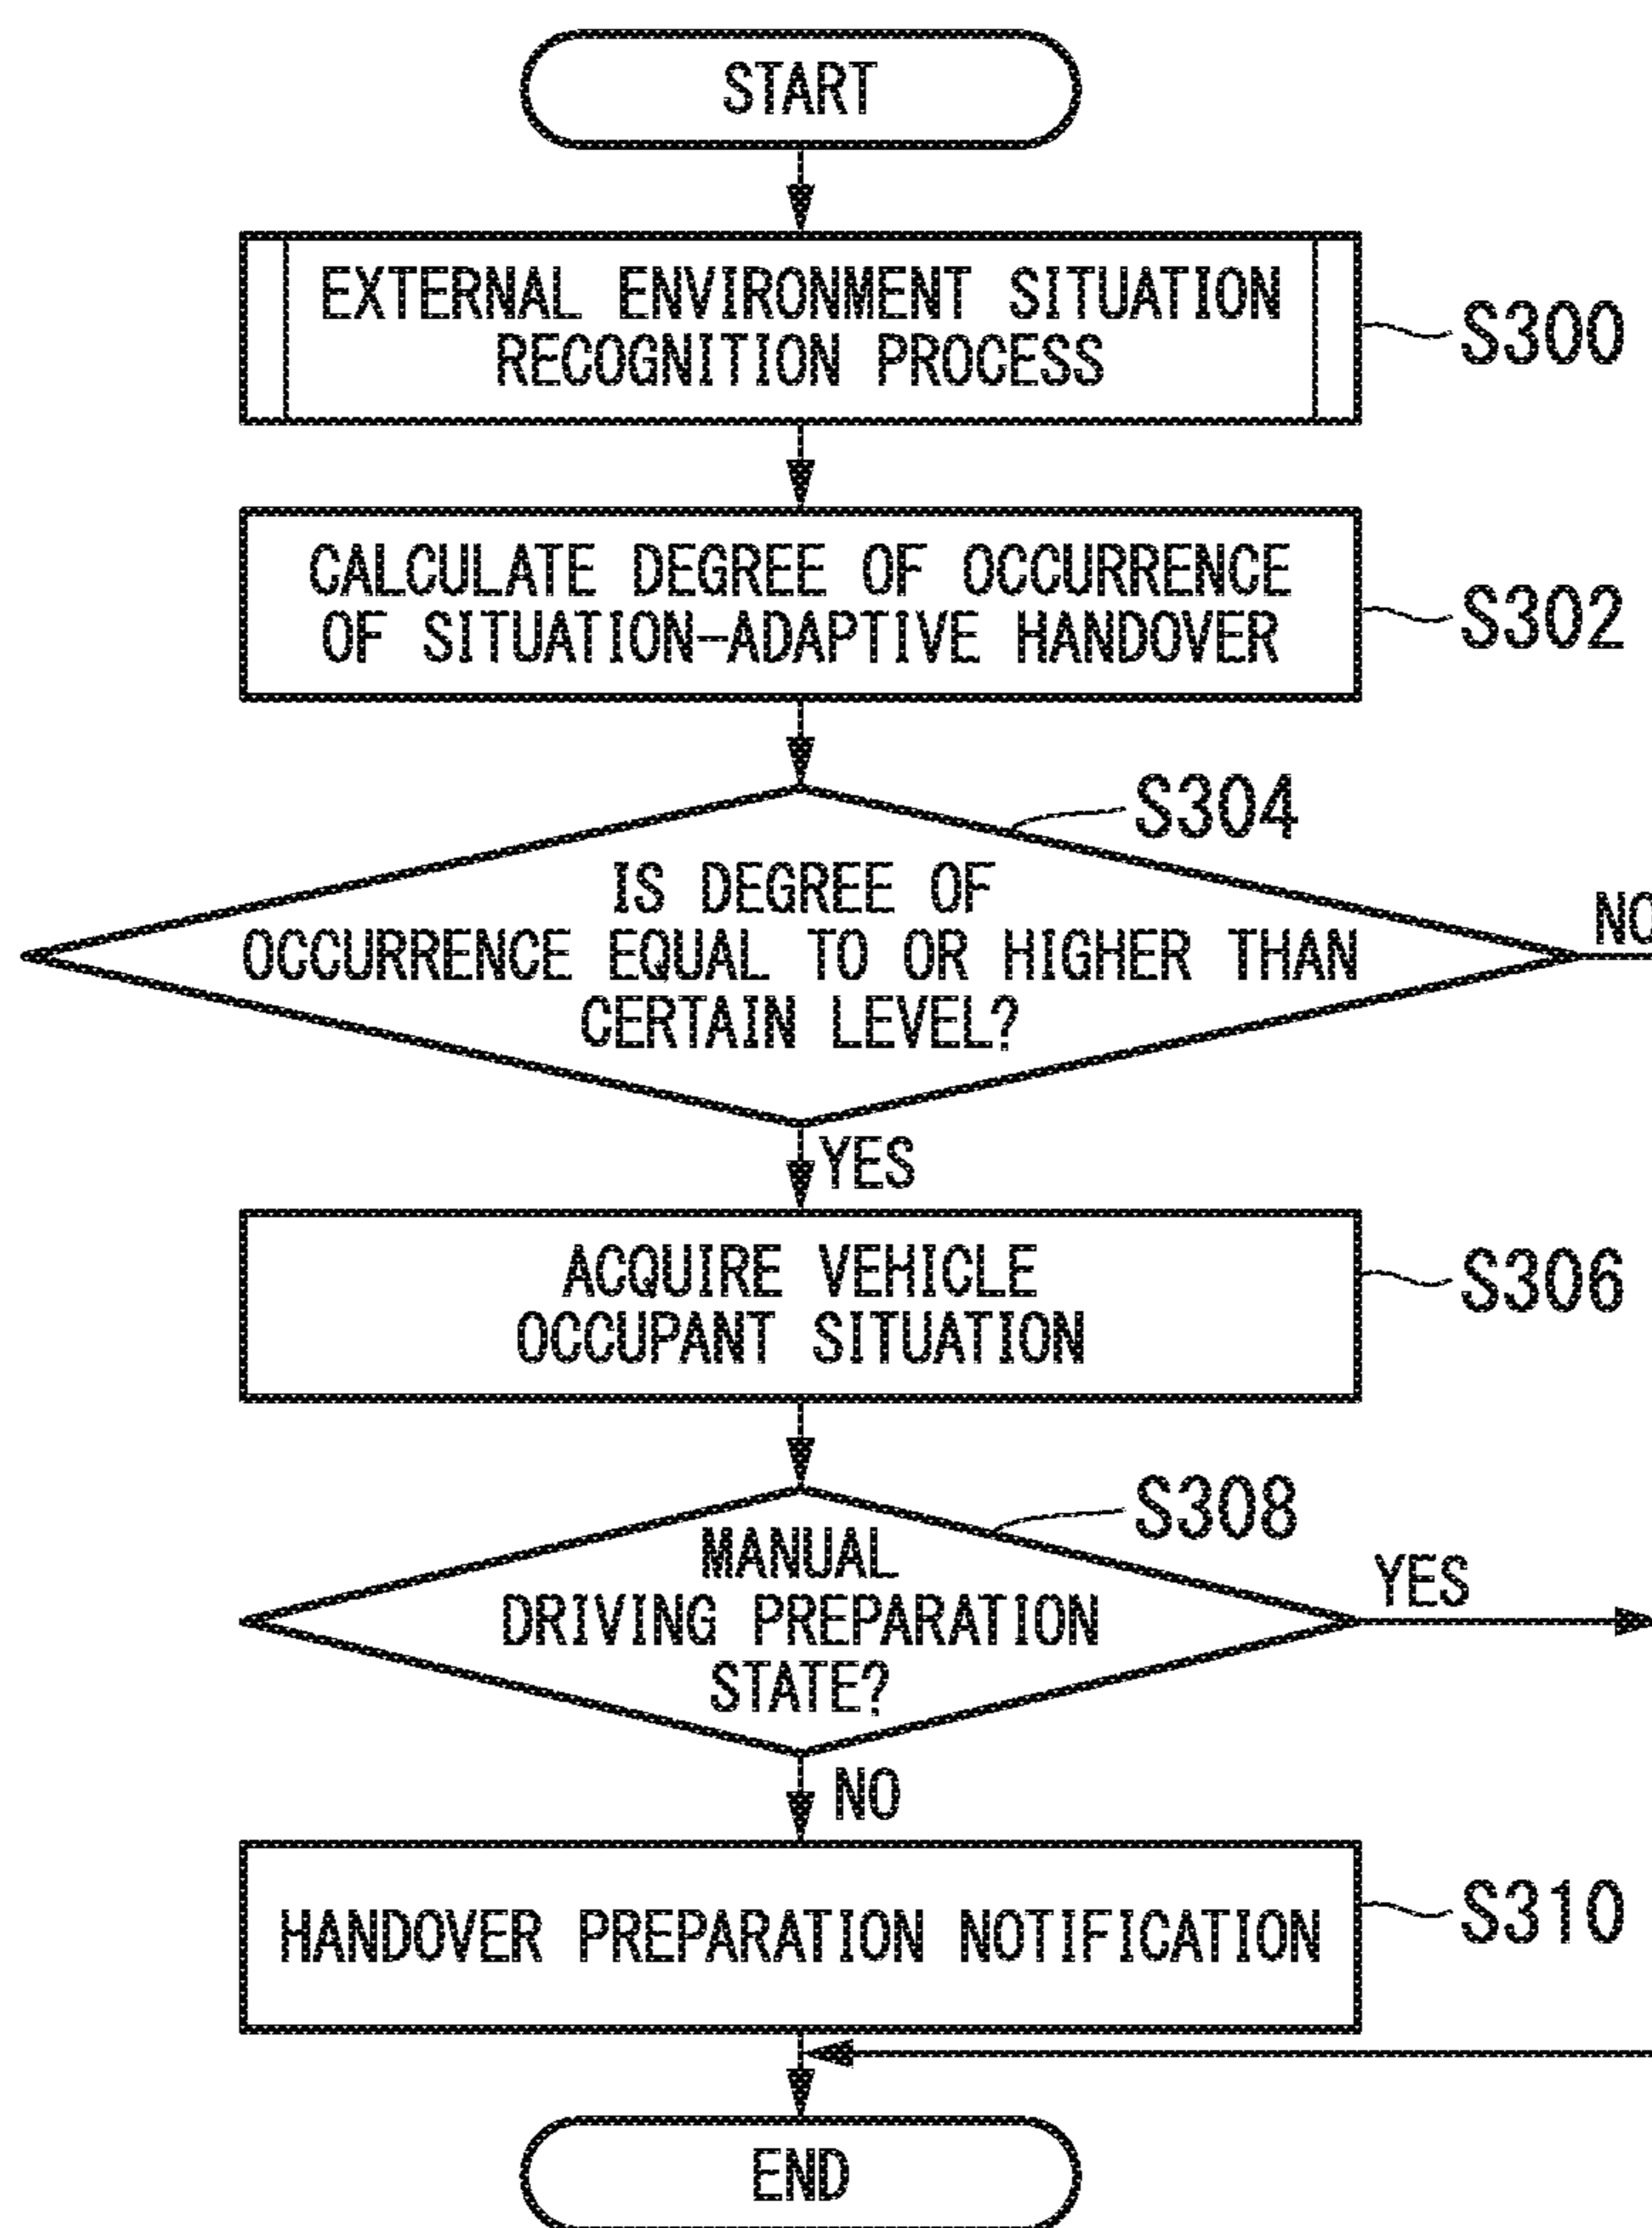 START
EXTERNAL ENVIRONMENT SITUATION
RECOGNITION PROCESS
S300
CALCULATE DEGREE OF OCCURRENCE
OF SITUATION-ADAPTIVE HANDOVER
S302
S304
IS DEGREE OF
OCCURRENCE EQUAL TO OR HIGHER THAN
CERTAIN LEVEL?
NO
YES
ACQUIRE VEHICLE
OCCUPANT SITUATION
S306
S308
MANUAL
DRIVING PREPARATION
STATE?
YES
NO
HANDOVER PREPARATION NOTIFICATION
S310
END